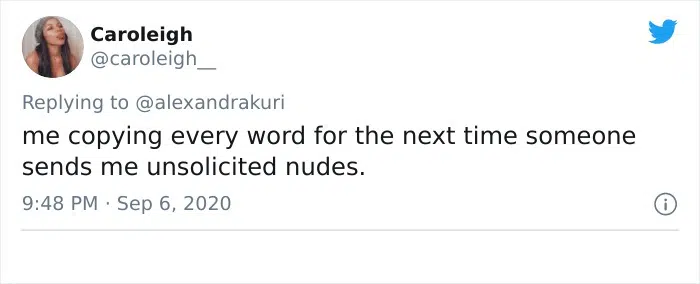 Caroleigh
@caroleigh__
Replying to @alexandrakuri
me copying every word for the next time someone
sends me unsolicited nudes.
9:48 PM · Sep 6, 2020